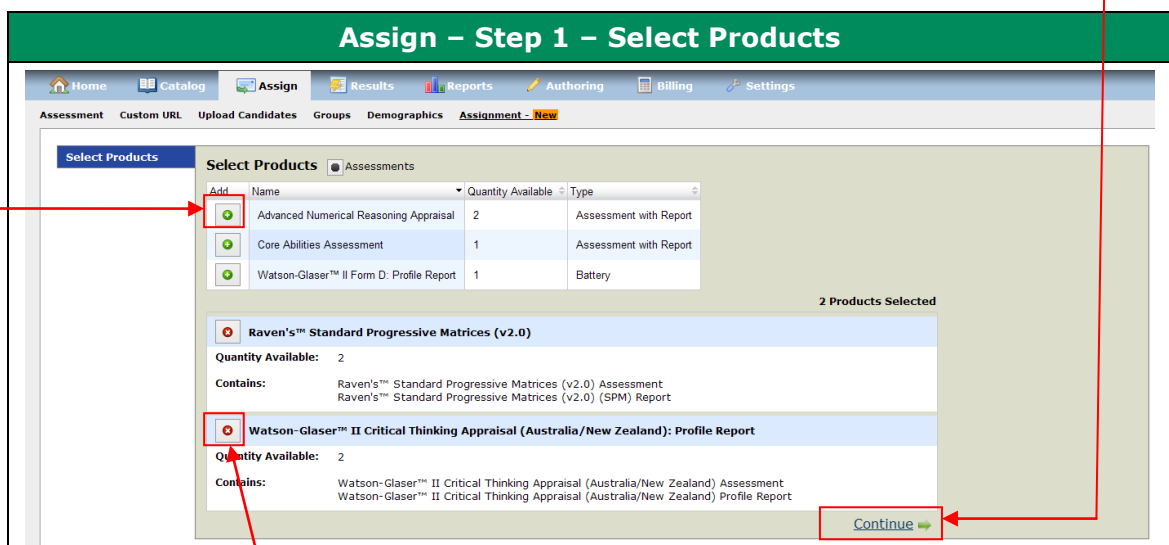 Assign – Step 1 – Select Products
Home Catalog Assign Results Reports Authoring Billing Settings
Assessment Custom URL Upload Candidates Groups Demographics Assignment - New
Select Products
Select Products Assessments
Add Name Quantity Available Type
Advanced Numerical Reasoning Appraisal 2 Assessment with Report
Core Abilities Assessment 1 Assessment with Report
Watson-Glaser™ II Form D: Profile Report 1 Battery
2 Products Selected
Raven's™ Standard Progressive Matrices (v2.0)
Quantity Available: 2
Contains: Raven's™ Standard Progressive Matrices (v2.0) Assessment
Raven's™ Standard Progressive Matrices (v2.0) (SPM) Report
Watson-Glaser™ II Critical Thinking Appraisal (Australia/New Zealand): Profile Report
Quantity Available: 2
Contains: Watson-Glaser™ II Critical Thinking Appraisal (Australia/New Zealand) Assessment
Watson-Glaser™ II Critical Thinking Appraisal (Australia/New Zealand) Profile Report
Continue